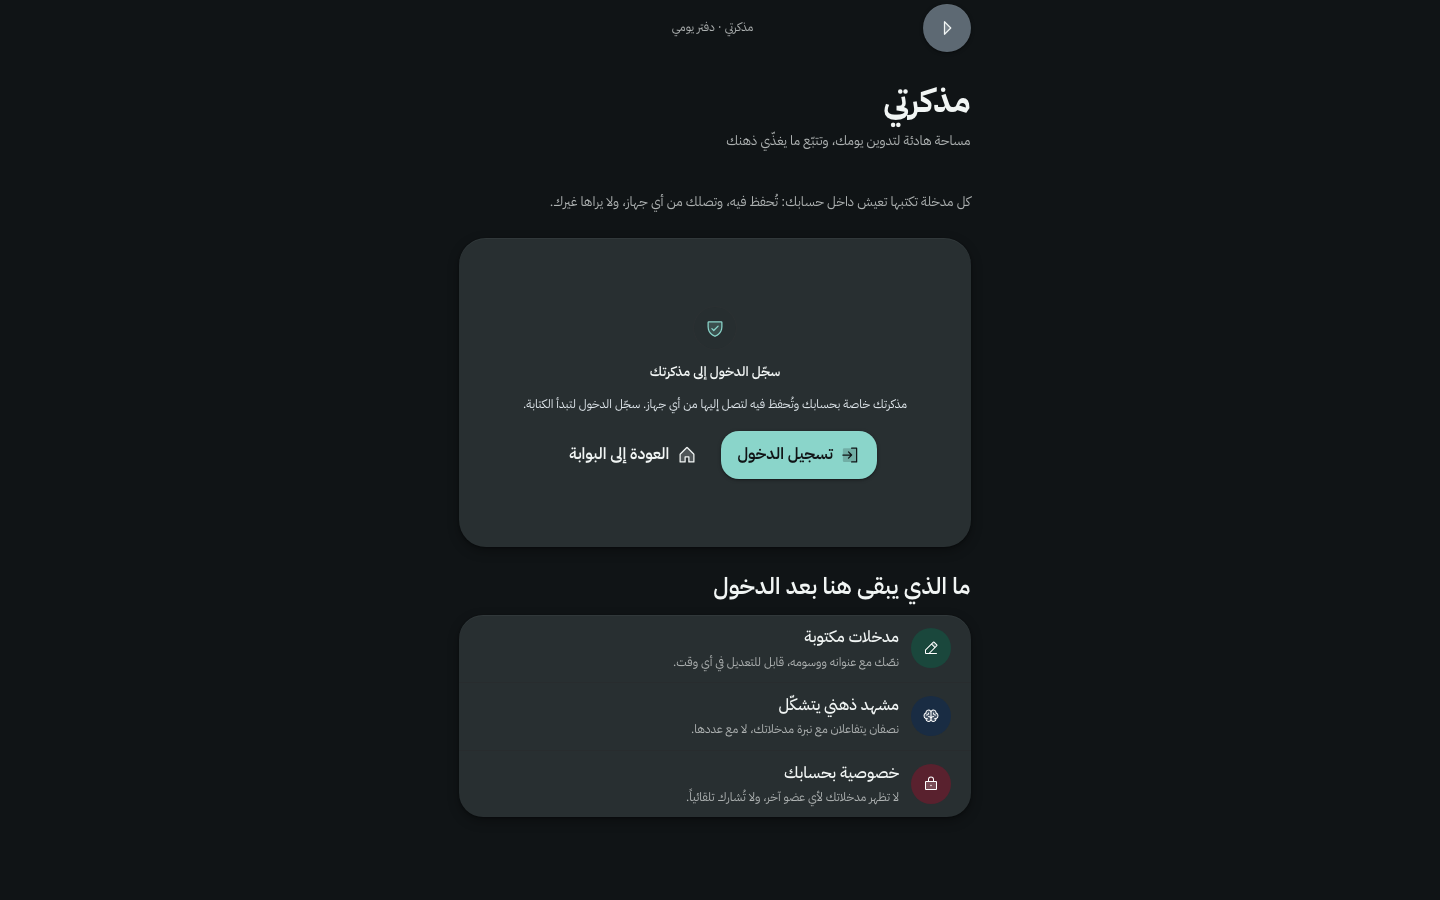 مذكرتي · دفتر يومي
مذكرتي
مساحة هادئة لتدوين يومك، وتتبّع ما يغذّي ذهنك
كل مدخلة تكتبها تعيش داخل حسابك: تُحفظ فيه، وتصلك من أي جهاز، ولا يراها غيرك.
سجّل الدخول إلى مذكرتك
مذكرتك خاصة بحسابك وتُحفظ فيه لتصل إليها من أي جهاز. سجّل الدخول لتبدأ الكتابة.
تسجيل الدخول
العودة إلى البوابة
ما الذي يبقى هنا بعد الدخول
مدخلات مكتوبة
نصّك مع عنوانه ووسومه، قابل للتعديل في أي وقت.
مشهد ذهني يتشكّل
نصفان يتفاعلان مع نبرة مدخلاتك، لا مع عددها.
خصوصية بحسابك
لا تظهر مدخلاتك لأي عضو آخر، ولا تُشارك تلقائياً.